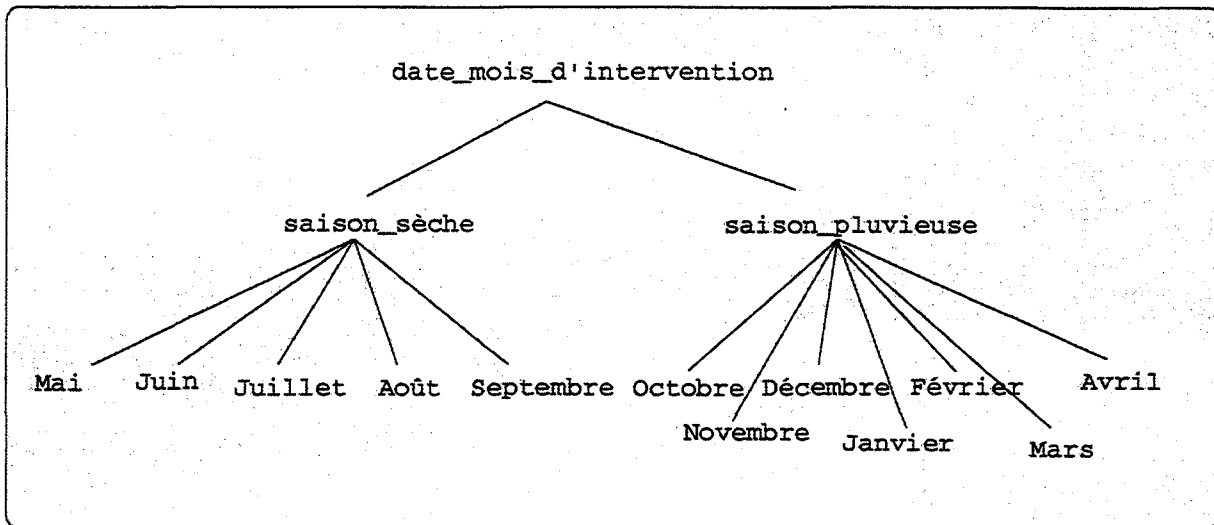 date_mois_d'intervention
saison_sèche saison_pluvieuse
Mai Juin Juillet Août Septembre Octobre Décembre Février Avril
Novembre Janvier Mars